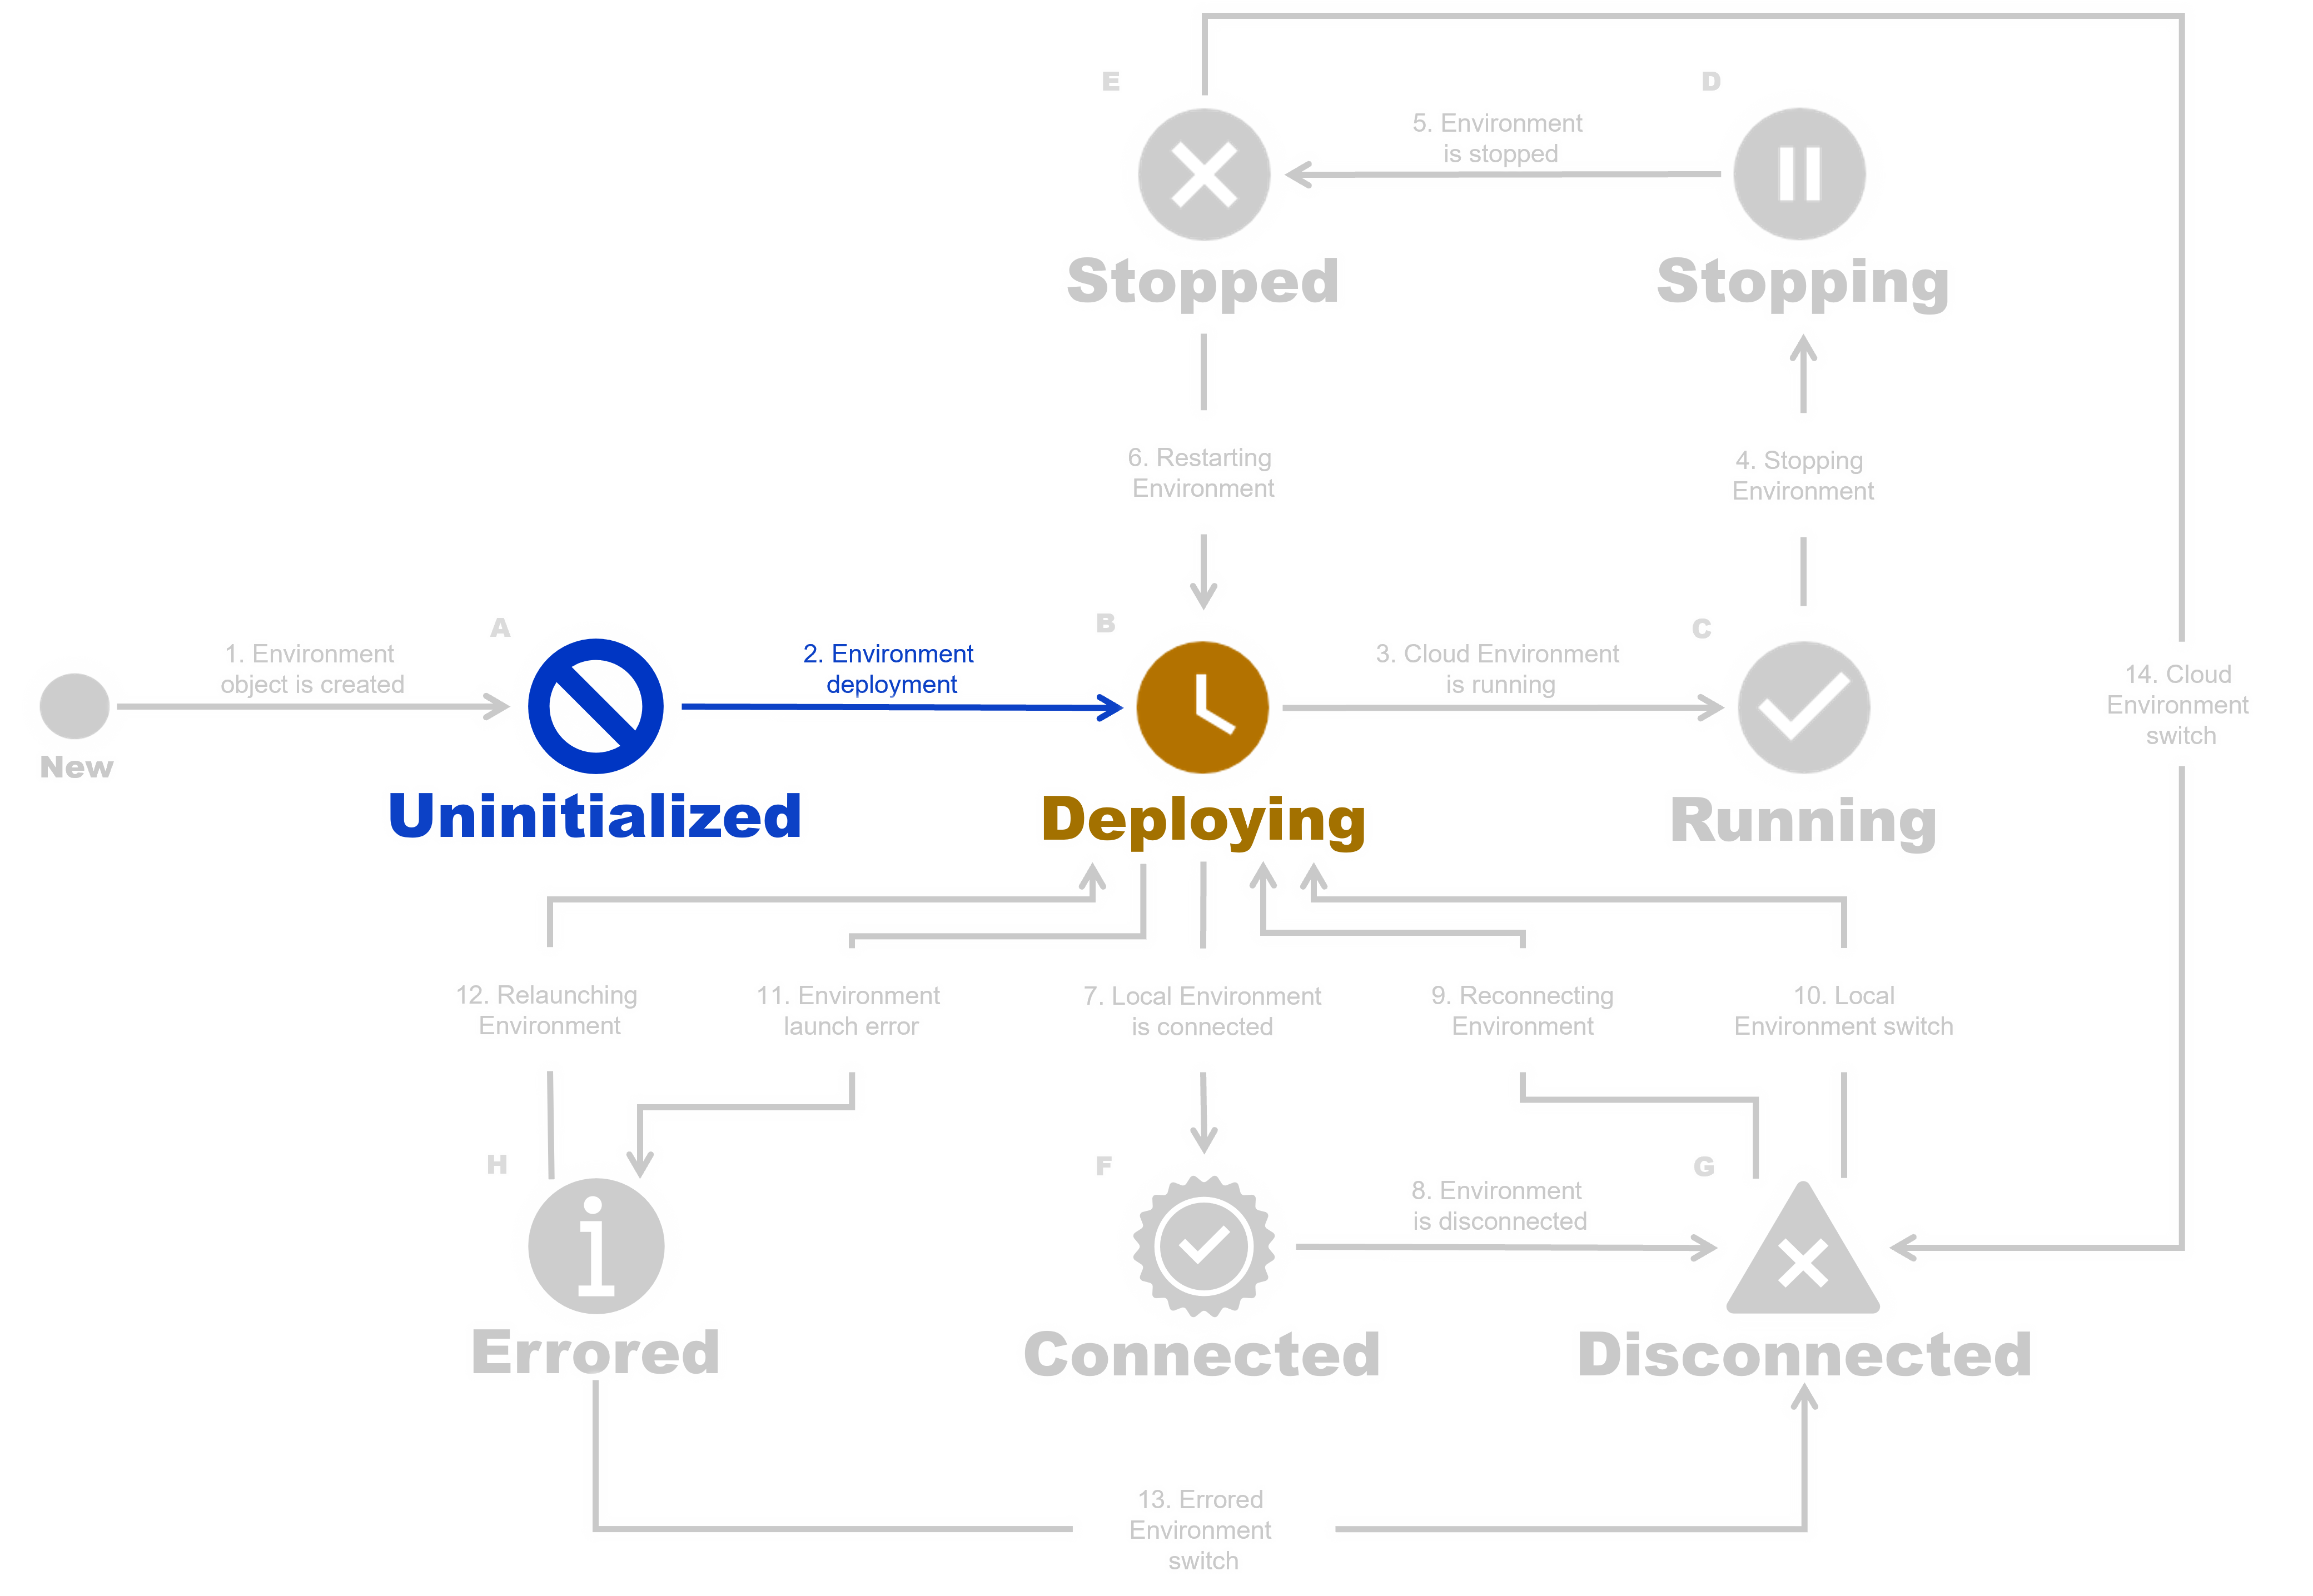 E
D
5. Environment
is stopped
Stopped
Stopping
6. Restarting
Environment
4. Stopping
Environment
A
B
C
1. Environment
object is created
2. Environment
deployment
3. Cloud Environment
is running
14. Cloud
Environment
switch
New
Uninitialized
Deploying
Running
12. Relaunching
Environment
11. Environment
launch error
7. Local Environment
is connected
9. Reconnecting
Environment
10. Local
Environment switch
H
F
G
8. Environment
is disconnected
Errored
Connected
Disconnected
13. Errored
Environment
switch